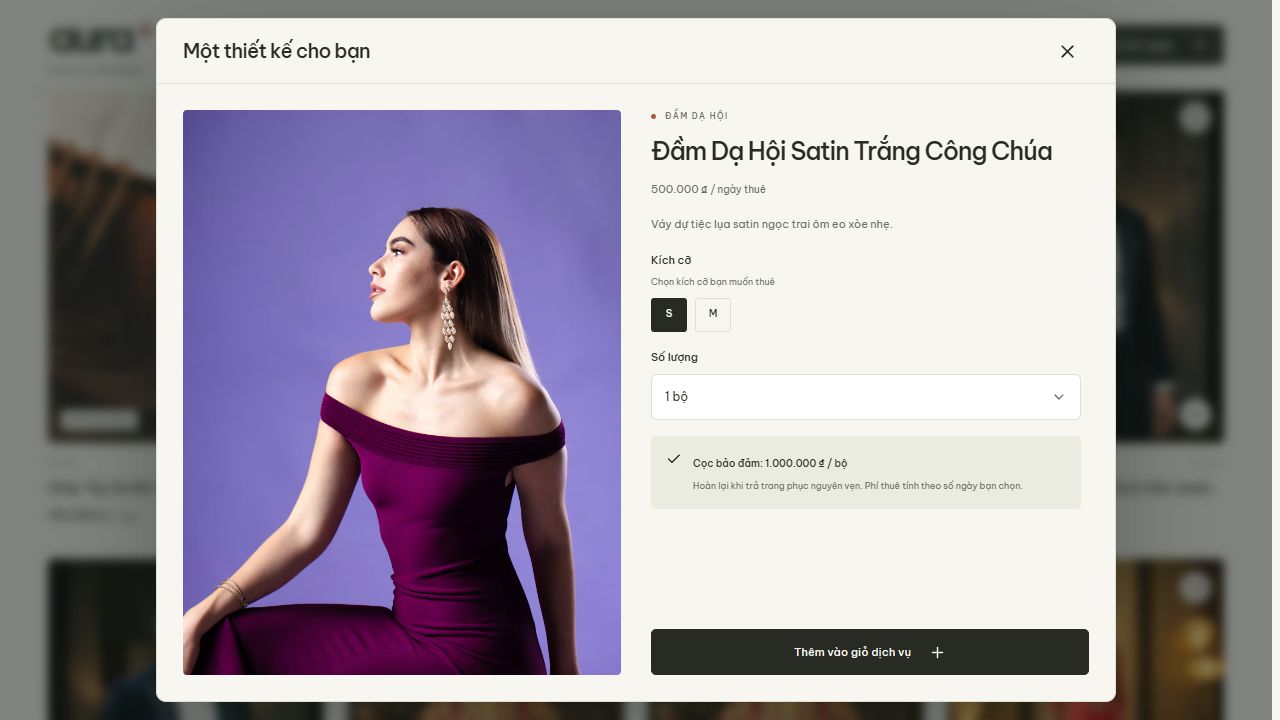 aura
Một thiết kế cho bạn
ĐẦM DẠ HỘI
Đầm Dạ Hội Satin Trắng Công Chúa
500.000 ₫ / ngày thuê
Váy dự tiệc lụa satin ngọc trai ôm eo xòe nhẹ.
Kích cỡ
Chọn kích cỡ bạn muốn thuê
S
M
Số lượng
1 bộ
Cọc bảo đảm: 1.000.000 ₫ / bộ
Hoàn lại khi trả trang phục nguyên vẹn. Phí thuê tính theo số ngày bạn chọn.
Thêm vào giỏ dịch vụ